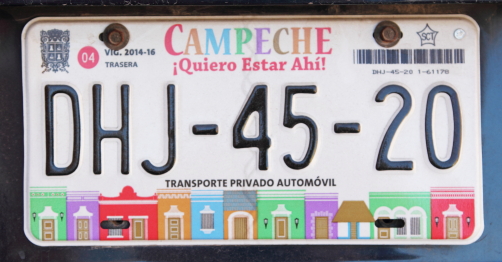 CAMPECHE
04 VIG. 2014-16
TRASERA
¡Quiero Estar Ahí!
SCT
DHJ-45-20 1-61178
DHJ-45-20
TRANSPORTE PRIVADO AUTOMÓVIL